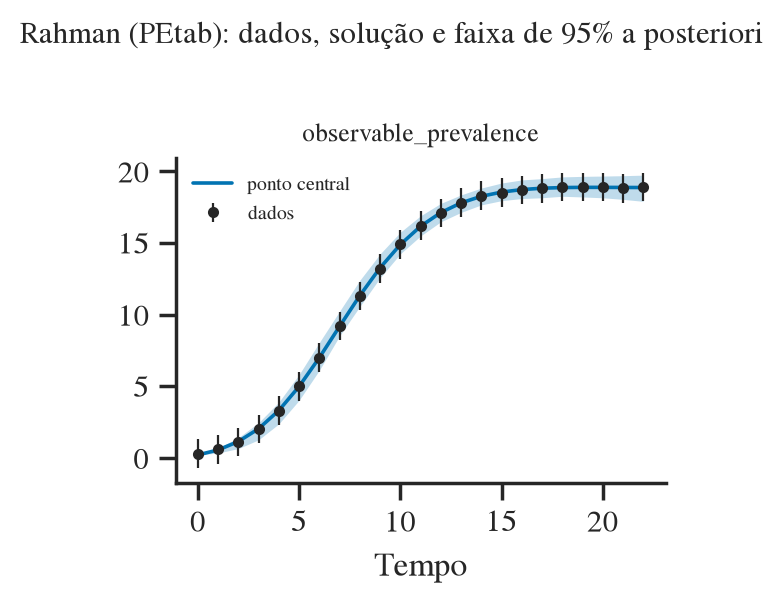 Rahman (PEtab): dados, solução e faixa de 95% a posteriori
observable_prevalence
20
15
10
5
0
ponto central
dados
0 5 10 15 20
Tempo